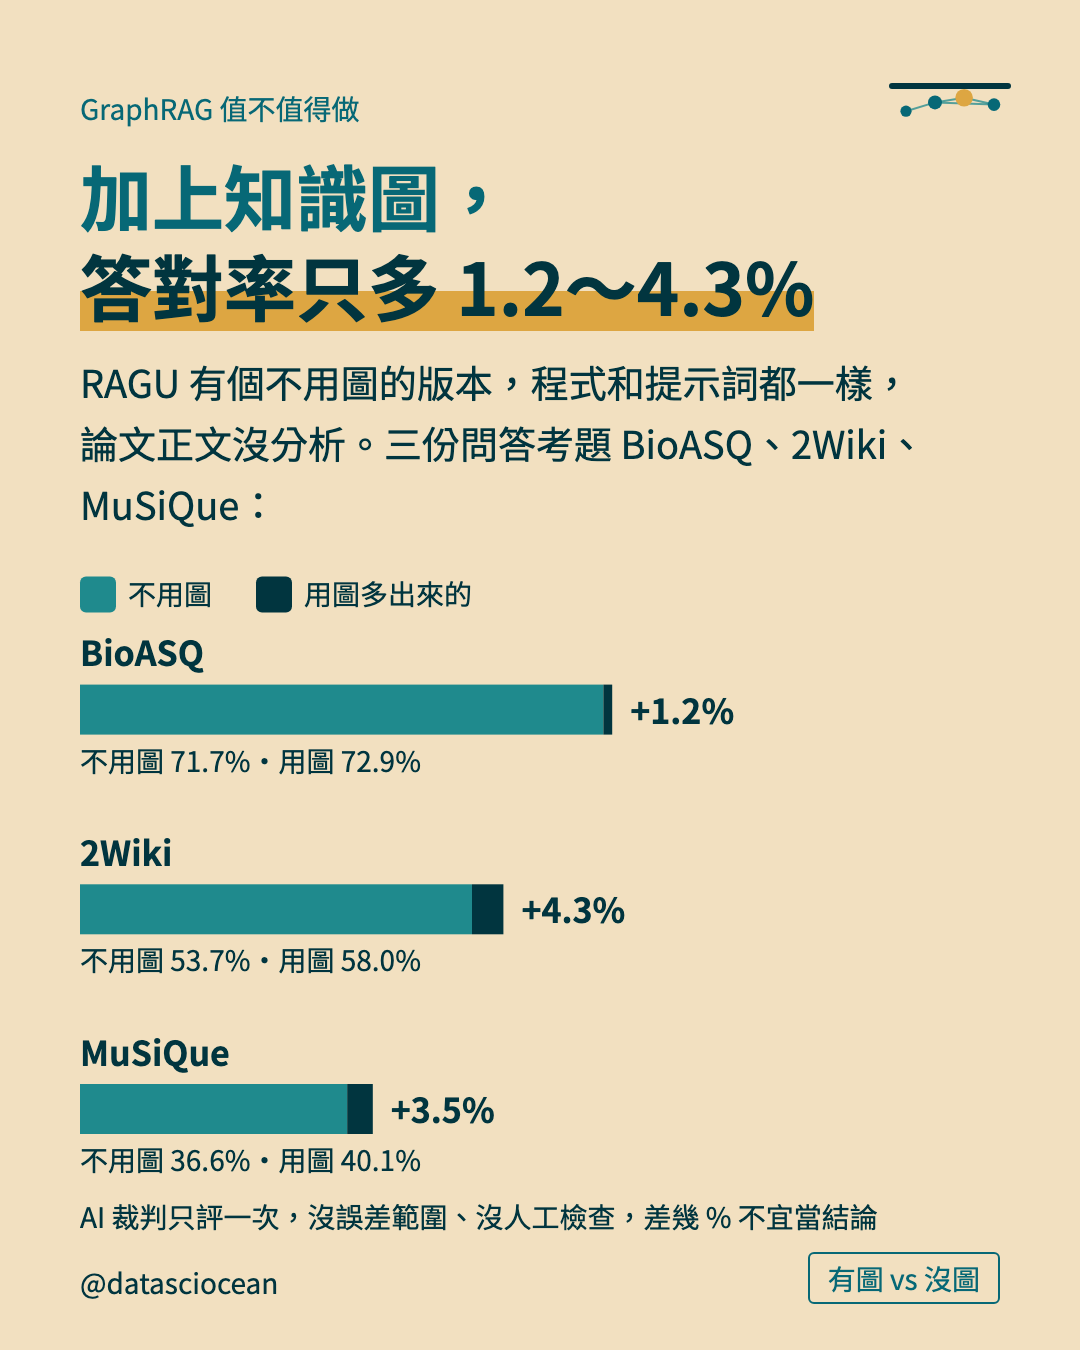 GraphRAG 值不值得做
加上知識圖，
答對率只多 1.2～4.3%
RAGU 有個不用圖的版本，程式和提示詞都一樣，
論文正文沒分析。三份問答考題 BioASQ、2Wiki、
MuSiQue：
不用圖 用圖多出來的
BioASQ
+1.2%
不用圖 71.7%・用圖 72.9%
2Wiki
+4.3%
不用圖 53.7%・用圖 58.0%
MuSiQue
+3.5%
不用圖 36.6%・用圖 40.1%
AI 裁判只評一次，沒誤差範圍、沒人工檢查，差幾 % 不宜當結論
@datasciocean
有圖 vs 沒圖